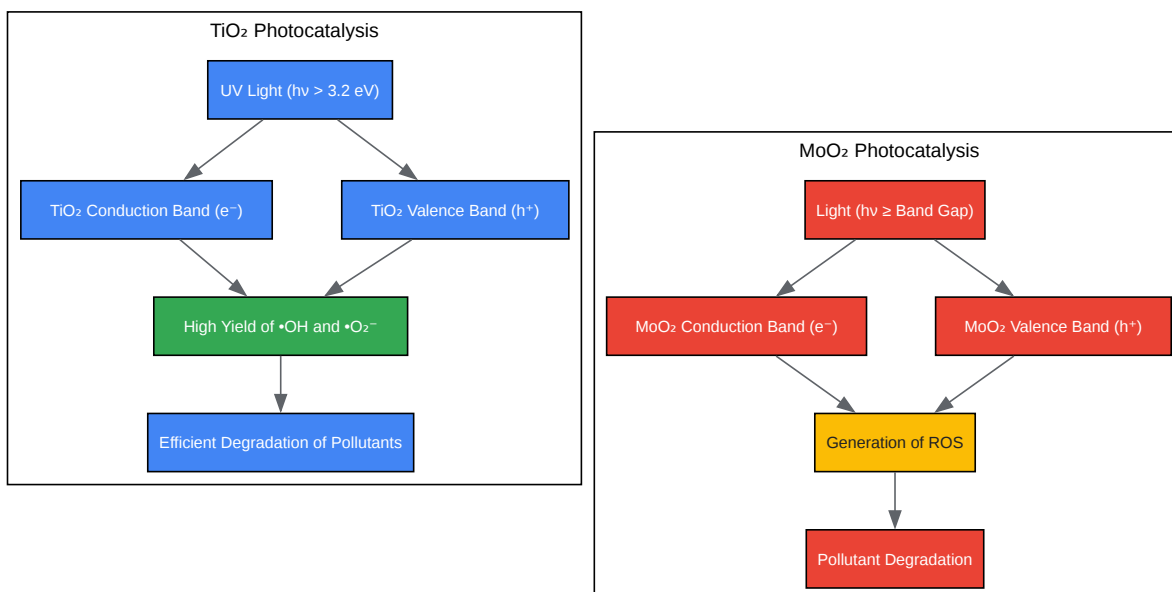 TiO₂ Photocatalysis
UV Light (hν > 3.2 eV)
TiO₂ Conduction Band (e⁻)
TiO₂ Valence Band (h⁺)
High Yield of •OH and •O₂⁻
Efficient Degradation of Pollutants
MoO₂ Photocatalysis
Light (hν ≥ Band Gap)
MoO₂ Conduction Band (e⁻)
MoO₂ Valence Band (h⁺)
Generation of ROS
Pollutant Degradation